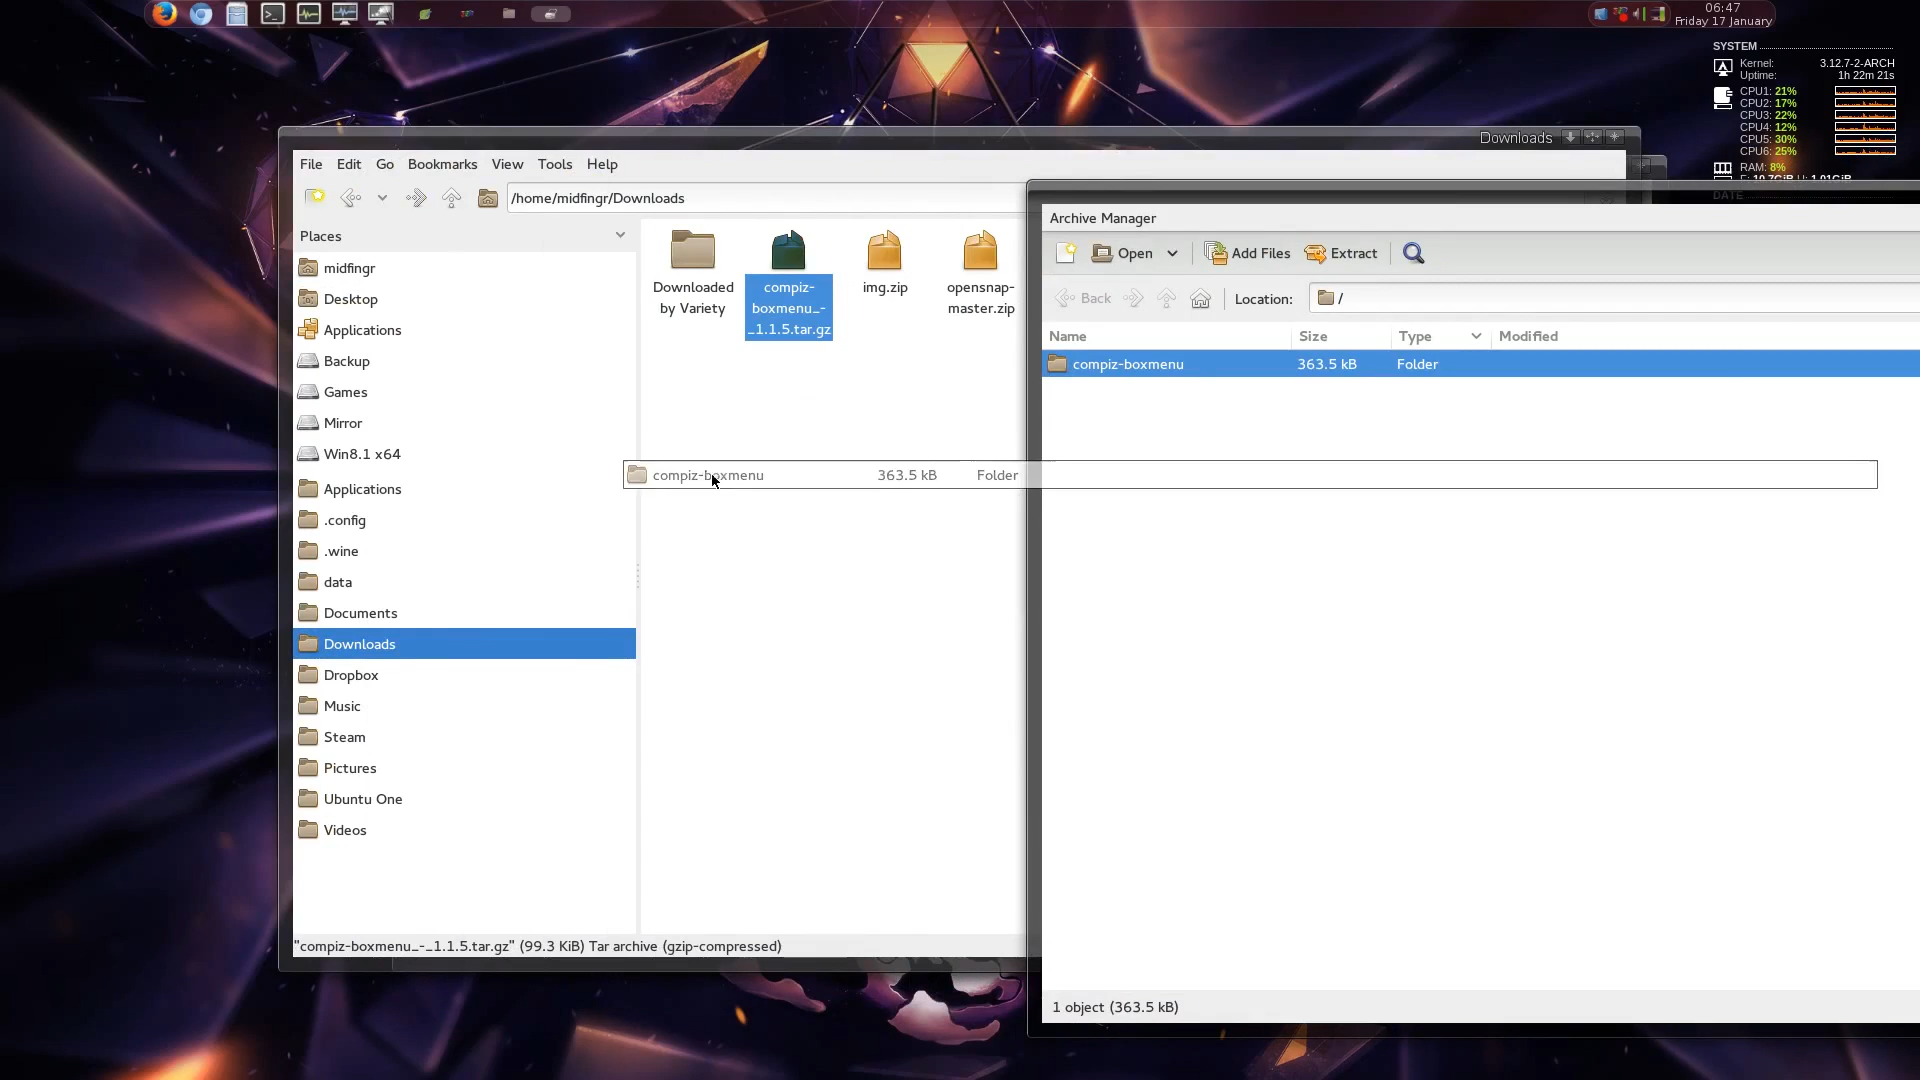 06:47
Friday 17 January
SYSTEM
Kernel: 3.12.7-2-ARCH
Uptime: 1h 22m 21s
CPU1: 21%
CPU2: 17%
CPU3: 22%
CPU4: 12%
CPU5: 30%
CPU6: 25%
RAM: 8%
DATE
Downloads
File Edit Go Bookmarks View Tools Help
/home/midfingr/Downloads
Places
midfingr
Desktop
Applications
Backup
Games
Mirror
Win8.1 x64
Applications
.config
.wine
data
Documents
Downloads
Dropbox
Music
Steam
Pictures
Ubuntu One
Videos
Downloaded
by Variety
compiz-
boxmenu_-
_1.1.5.tar.gz
img.zip
opensnap-
master.zip
compiz-boxmenu 363.5 kB Folder
"compiz-boxmenu_-_1.1.5.tar.gz" (99.3 KiB) Tar archive (gzip-compressed)
Archive Manager
Open Add Files Extract
Back Location: /
Name Size Type Modified
compiz-boxmenu 363.5 kB Folder
1 object (363.5 kB)